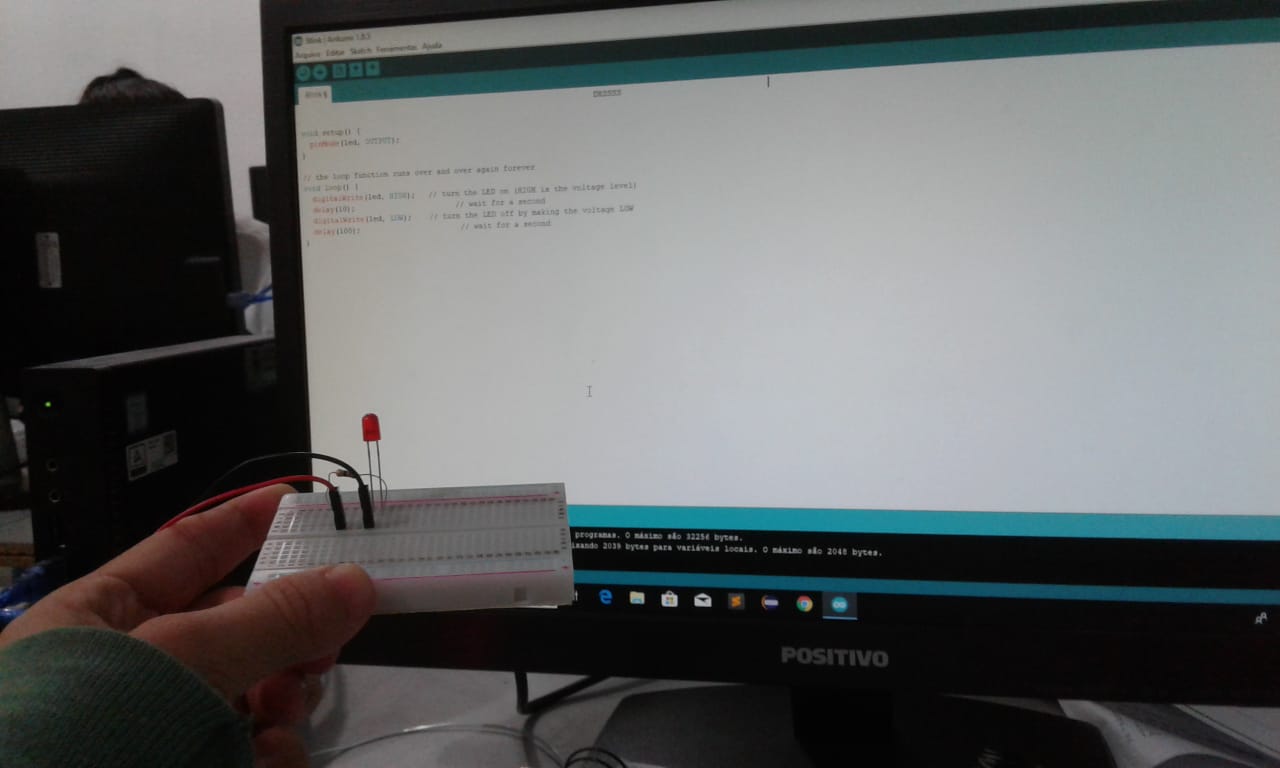 Blink | Arduino 1.8.5
Arquivo Editar Sketch Ferramentas Ajuda
Blink §
void setup() {
pinMode(led, OUTPUT);
}
// the loop function runs over and over again forever
void loop() {
digitalWrite(led, HIGH); // turn the LED on (HIGH is the voltage level)
delay(10); // wait for a second
digitalWrite(led, LOW); // turn the LED off by making the voltage LOW
delay(100); // wait for a second
}
programas. O máximo são 32256 bytes.
izando 2039 bytes para variáveis locais. O máximo são 2048 bytes.
POSITIVO